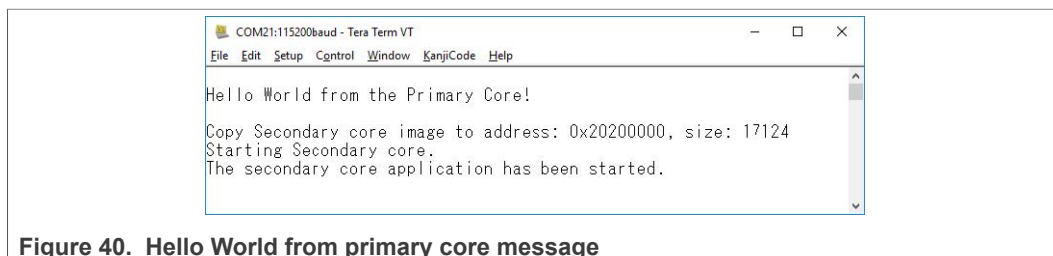 COM21:115200baud - Tera Term VT
File Edit Setup Control Window KanjiCode Help
Hello World from the Primary Core!
Copy Secondary core image to address: 0x20200000, size: 17124
Starting Secondary core.
The secondary core application has been started.
Figure 40. Hello World from primary core message